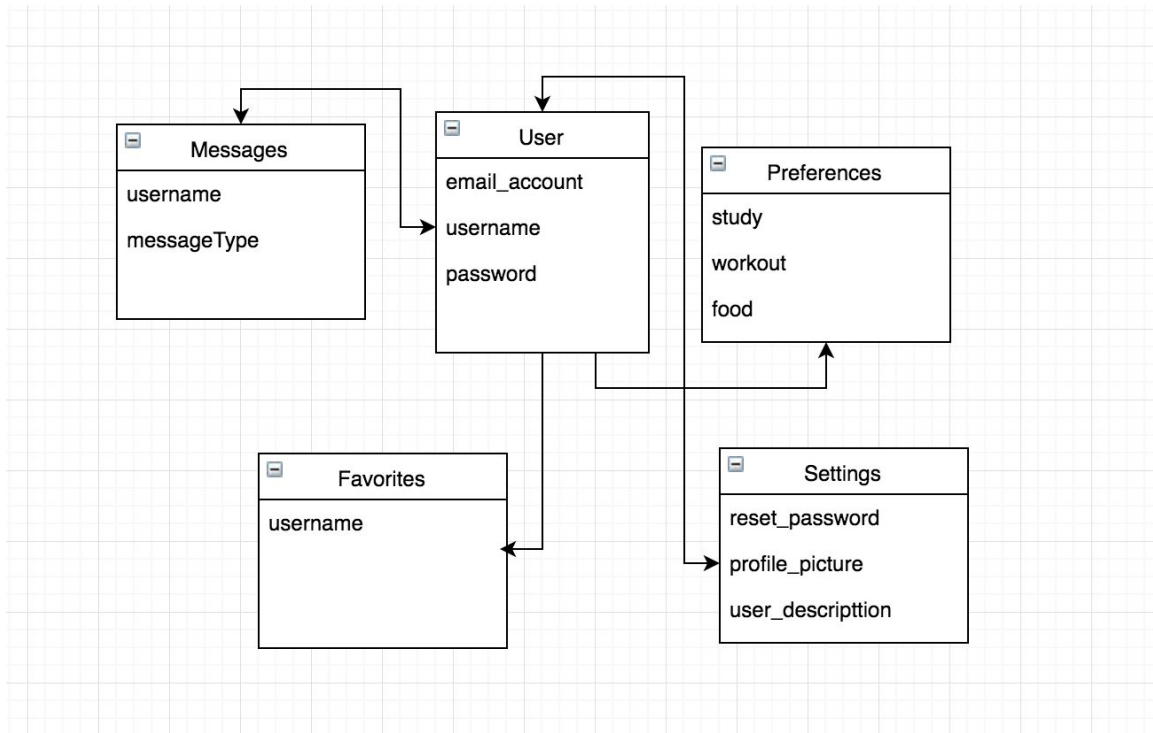 Messages
username
messageType
User
email_account
username
password
Preferences
study
workout
food
Favorites
username
Settings
reset_password
profile_picture
user_descripttion